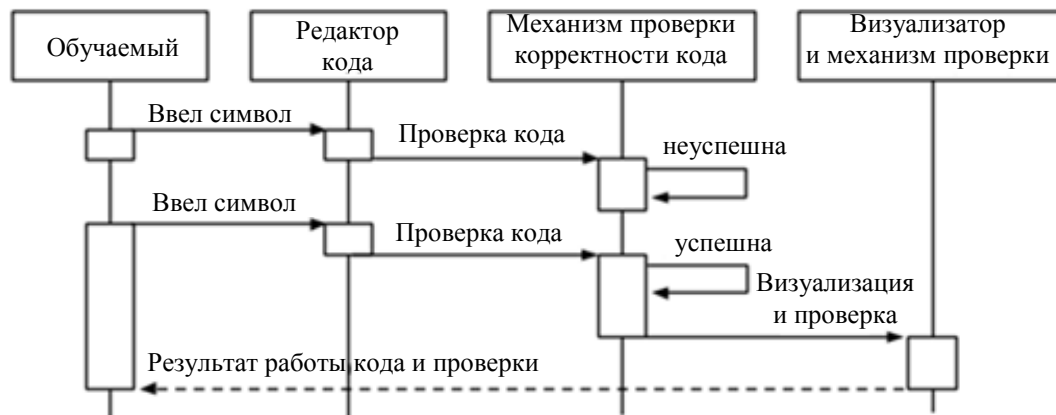 Обучаемый
Редактор
кода
Механизм проверки
корректности кода
Визуализатор
и механизм проверки
Ввел символ
Проверка кода
неуспешна
Ввел символ
Проверка кода
успешна
Визуализация
и проверка
Результат работы кода и проверки